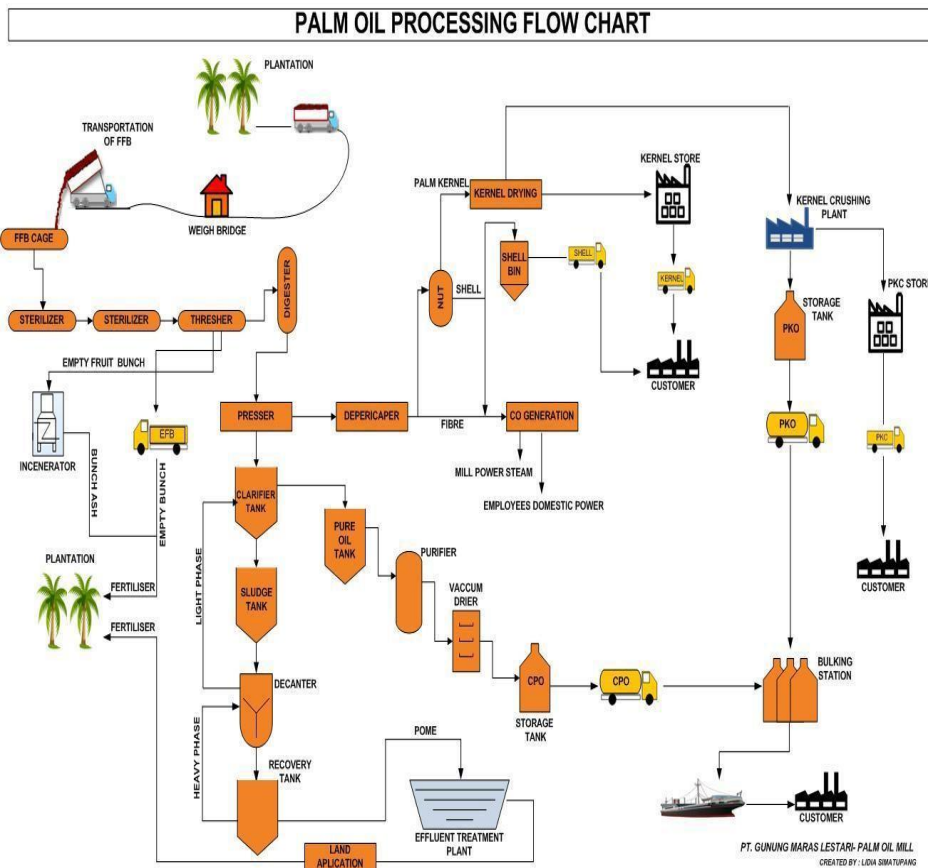 PALM OIL PROCESSING FLOW CHART
PLANTATION
TRANSPORTATION
OF FFB
WEIGH BRIDGE
FFB CAGE
STERILIZER
STERILIZER
THRESHER
DIGESTER
EMPTY FRUIT BUNCH
INCENERATOR
BUNCH ASH
EFB
EMPTY BUNCH
PLANTATION
FERTILISER
FERTILISER
PALM KERNEL
KERNEL DRYING
NUT
SHELL
SHELL
BIN
SHELL
KERNEL STORE
KERNEL
CUSTOMER
KERNEL CRUSHING
PLANT
PKO
STORAGE
TANK
PKC STORE
PKO
PKC
CUSTOMER
PRESSER
DEPERICAPER
FIBRE
CO GENERATION
MILL POWER STEAM
EMPLOYEES DOMESTIC POWER
CLARIFIER
TANK
PURE
OIL
TANK
PURIFIER
VACCUM
DRIER
LIGHT PHASE
SLUDGE
TANK
DECANTER
HEAVY PHASE
RECOVERY
TANK
POME
CPO
STORAGE
TANK
CPO
BULKING
STATION
EFFLUENT TREATMENT
PLANT
LAND
APLICATION
CUSTOMER
PT. GUNUNG MARAS LESTARI- PALM OIL MILL
CREATED BY : LIDIA SIMATUPANG